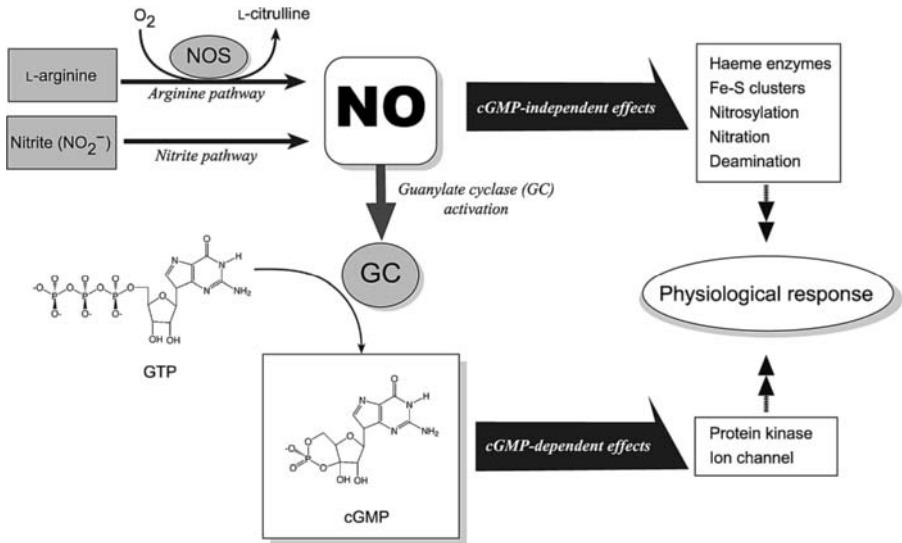 O2
L-citrulline
NOS
L-arginine
Arginine pathway
Nitrite (NO2−)
Nitrite pathway
NO
cGMP-independent effects
Haeme enzymes
Fe-S clusters
Nitrosylation
Nitration
Deamination
Guanylate cyclase (GC)
activation
GC
Physiological response
O O O
-O P O P O P O
O- O- O-
O
N
N H
N
NH2
O
OH OH
GTP
O
N
N H
N
NH2
O
O
-O
P
O O
OH OH
cGMP
cGMP-dependent effects
Protein kinase
Ion channel